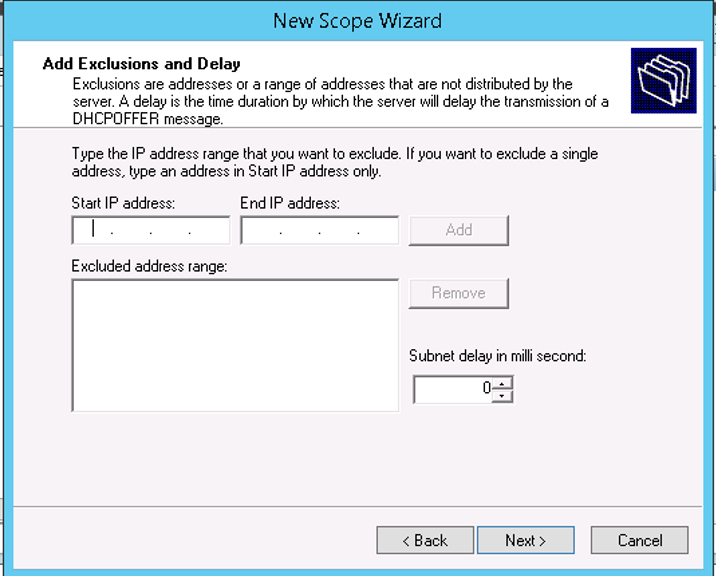 New Scope Wizard
Add Exclusions and Delay
Exclusions are addresses or a range of addresses that are not distributed by the
server. A delay is the time duration by which the server will delay the transmission of a
DHCPOFFER message.
Type the IP address range that you want to exclude. If you want to exclude a single
address, type an address in Start IP address only.
Start IP address: End IP address:
. . . . . . Add
Excluded address range:
Remove
Subnet delay in milli second:
0
< Back Next > Cancel